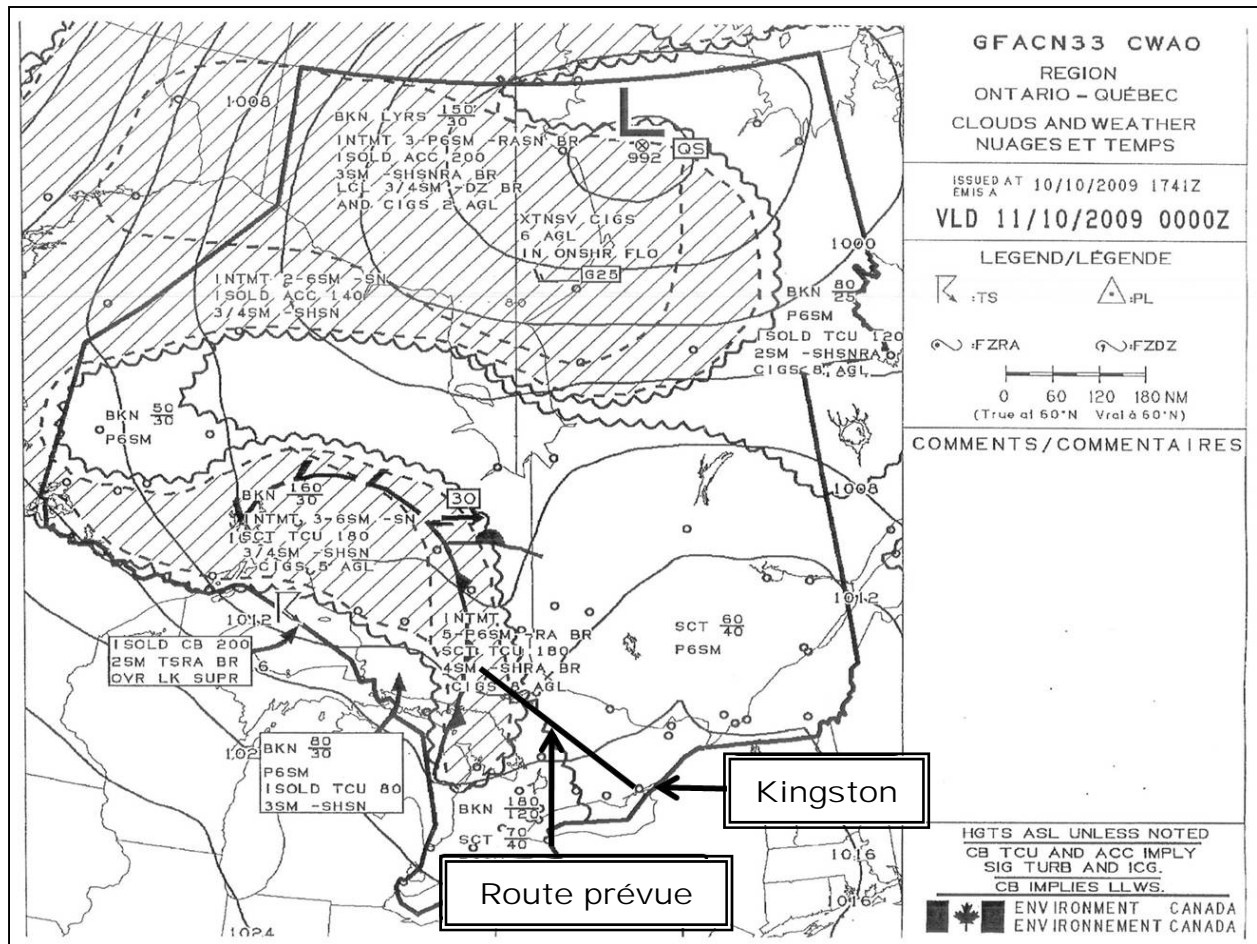 GFACN33 CWAO
REGION
ONTARIO - QUÉBEC
CLOUDS AND WEATHER
NUAGES ET TEMPS
ISSUED AT 10/10/2009 1741Z
EMIS A
VLD 11/10/2009 0000Z
LEGEND/LÉGENDE
:TS
:PL
:FZRA
:FZDZ
0 60 120 180 NM
(True at 60°N Vrai à 60°N)
COMMENTS/COMMENTAIRES
HGTS ASL UNLESS NOTED
CB TCU AND ACC IMPLY
SIG TURB AND ICG.
CB IMPLIES LLWS.
ENVIRONMENT CANADA
ENVIRONNEMENT CANADA
1008
BKN LYRS 150/30
INTMT 3-P6SM -RASN BR
ISOLD ACC 200
3SM -SHSNRA BR
LCL 3/4SM -DZ BR
AND CIGS 2 AGL
L
992
QS
XTNSV CIGS
6 AGL
IN ONSHR FLO
G25
80
1000
INTMT 2-6SM -SN
ISOLD ACC 140
3/4SM -SHSN
BKN 80/25
P6SM
ISOLD TCU 120
2SM -SHSNRA
CIGS 8 AGL
BKN 50/30
P6SM
1008
BKN 160/30
INTMT 3-6SM -SN
SCT TCU 180
3/4SM -SHSN
CIGS 5 AGL
30
1012
1012
INTMT
5-P6SM -RA BR
SCT TCU 180
4SM -SHRA BR
CIGS 8 AGL
SCT 60/40
P6SM
ISOLD CB 200
2SM TSRA BR
OVR LK SUPR
BKN 80/30
P6SM
ISOLD TCU 80
3SM -SHSN
BKN 180/120
SCT 70/40
Kingston
Route prévue
1016
1016
1024